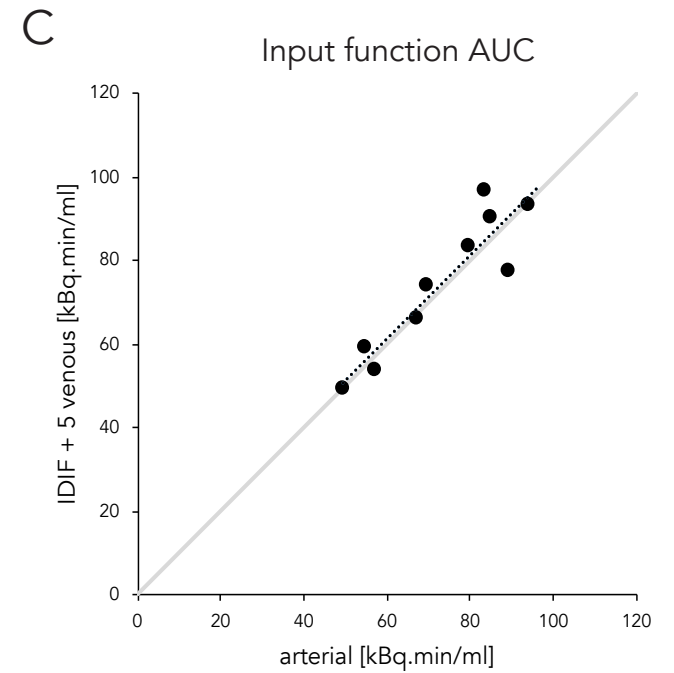 C
Input function AUC
120
100
80
60
40
20
0
IDIF + 5 venous [kBq.min/ml]
0 20 40 60 80 100 120
arterial [kBq.min/ml]